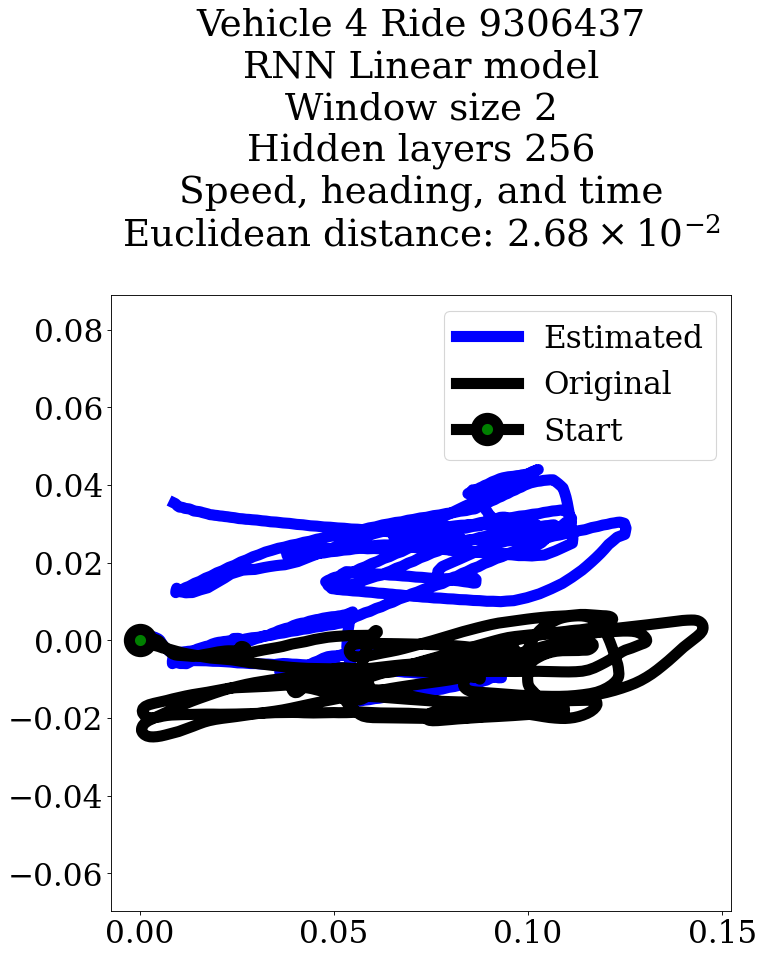 Vehicle 4 Ride 9306437
RNN Linear model
Window size 2
Hidden layers 256
Speed, heading, and time
Euclidean distance: 2.68 × 10⁻²
Estimated
Original
Start
0.08
0.06
0.04
0.02
0.00
−0.02
−0.04
−0.06
0.00 0.05 0.10 0.15